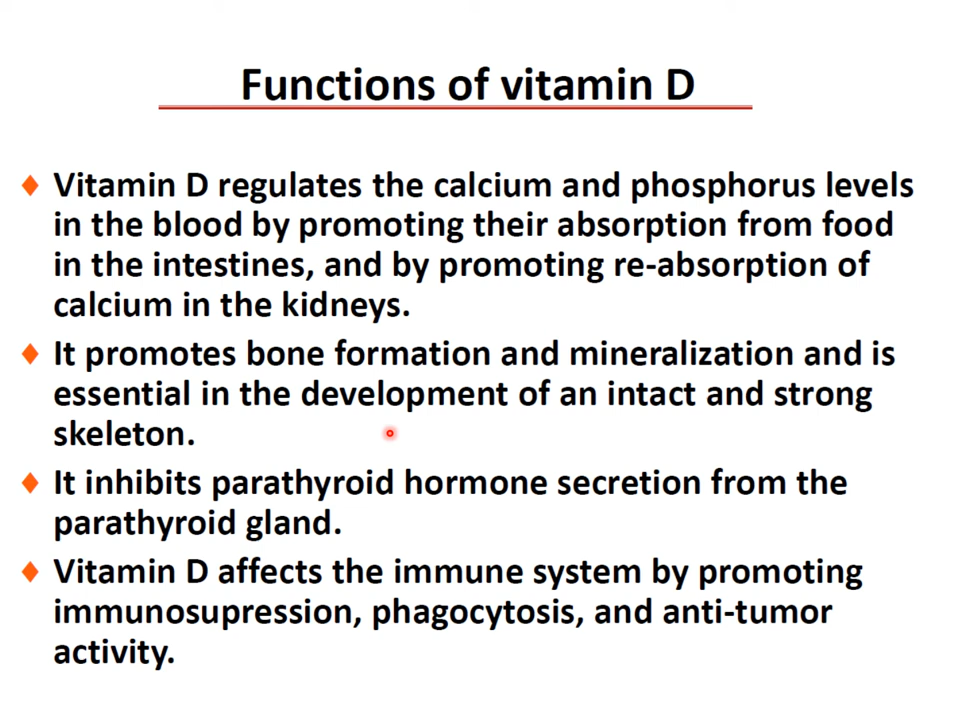 Functions of vitamin D
Vitamin D regulates the calcium and phosphorus levels
in the blood by promoting their absorption from food
in the intestines, and by promoting re-absorption of
calcium in the kidneys.
It promotes bone formation and mineralization and is
essential in the development of an intact and strong
skeleton.
It inhibits parathyroid hormone secretion from the
parathyroid gland.
Vitamin D affects the immune system by promoting
immunosupression, phagocytosis, and anti-tumor
activity.